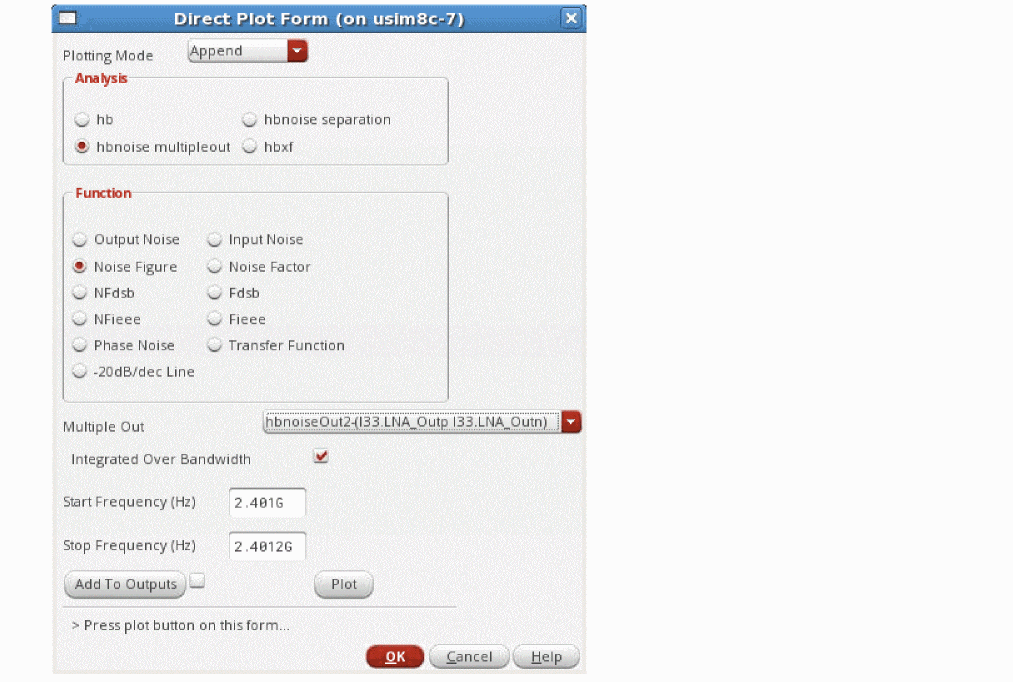 Direct Plot Form (on usim8c-7)
Plotting Mode Append
Analysis
hb hbnoise separation
hbnoise multipleout hbxf
Function
Output Noise Input Noise
Noise Figure Noise Factor
NFdsb Fdsb
NFieee Fieee
Phase Noise Transfer Function
-20dB/dec Line
Multiple Out hbnoiseOut2-(I33.LNA_Outp I33.LNA_Outn)
Integrated Over Bandwidth
Start Frequency (Hz) 2.401G
Stop Frequency (Hz) 2.4012G
Add To Outputs Plot
> Press plot button on this form...
OK Cancel Help